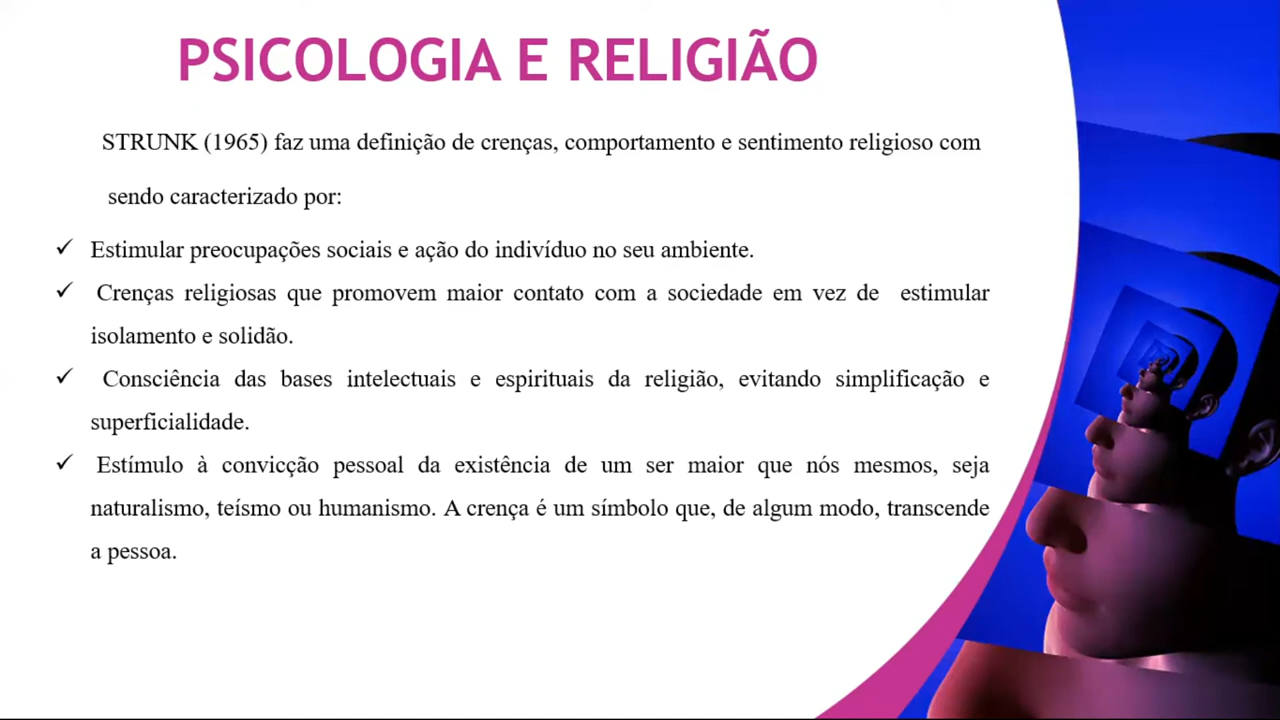 PSICOLOGIA E RELIGIÃO
STRUNK (1965) faz uma definição de crenças, comportamento e sentimento religioso com
sendo caracterizado por:
✓ Estimular preocupações sociais e ação do indivíduo no seu ambiente.
✓ Crenças religiosas que promovem maior contato com a sociedade em vez de estimular
isolamento e solidão.
✓ Consciência das bases intelectuais e espirituais da religião, evitando simplificação e
superficialidade.
✓ Estímulo à convicção pessoal da existência de um ser maior que nós mesmos, seja
naturalismo, teísmo ou humanismo. A crença é um símbolo que, de algum modo, transcende
a pessoa.